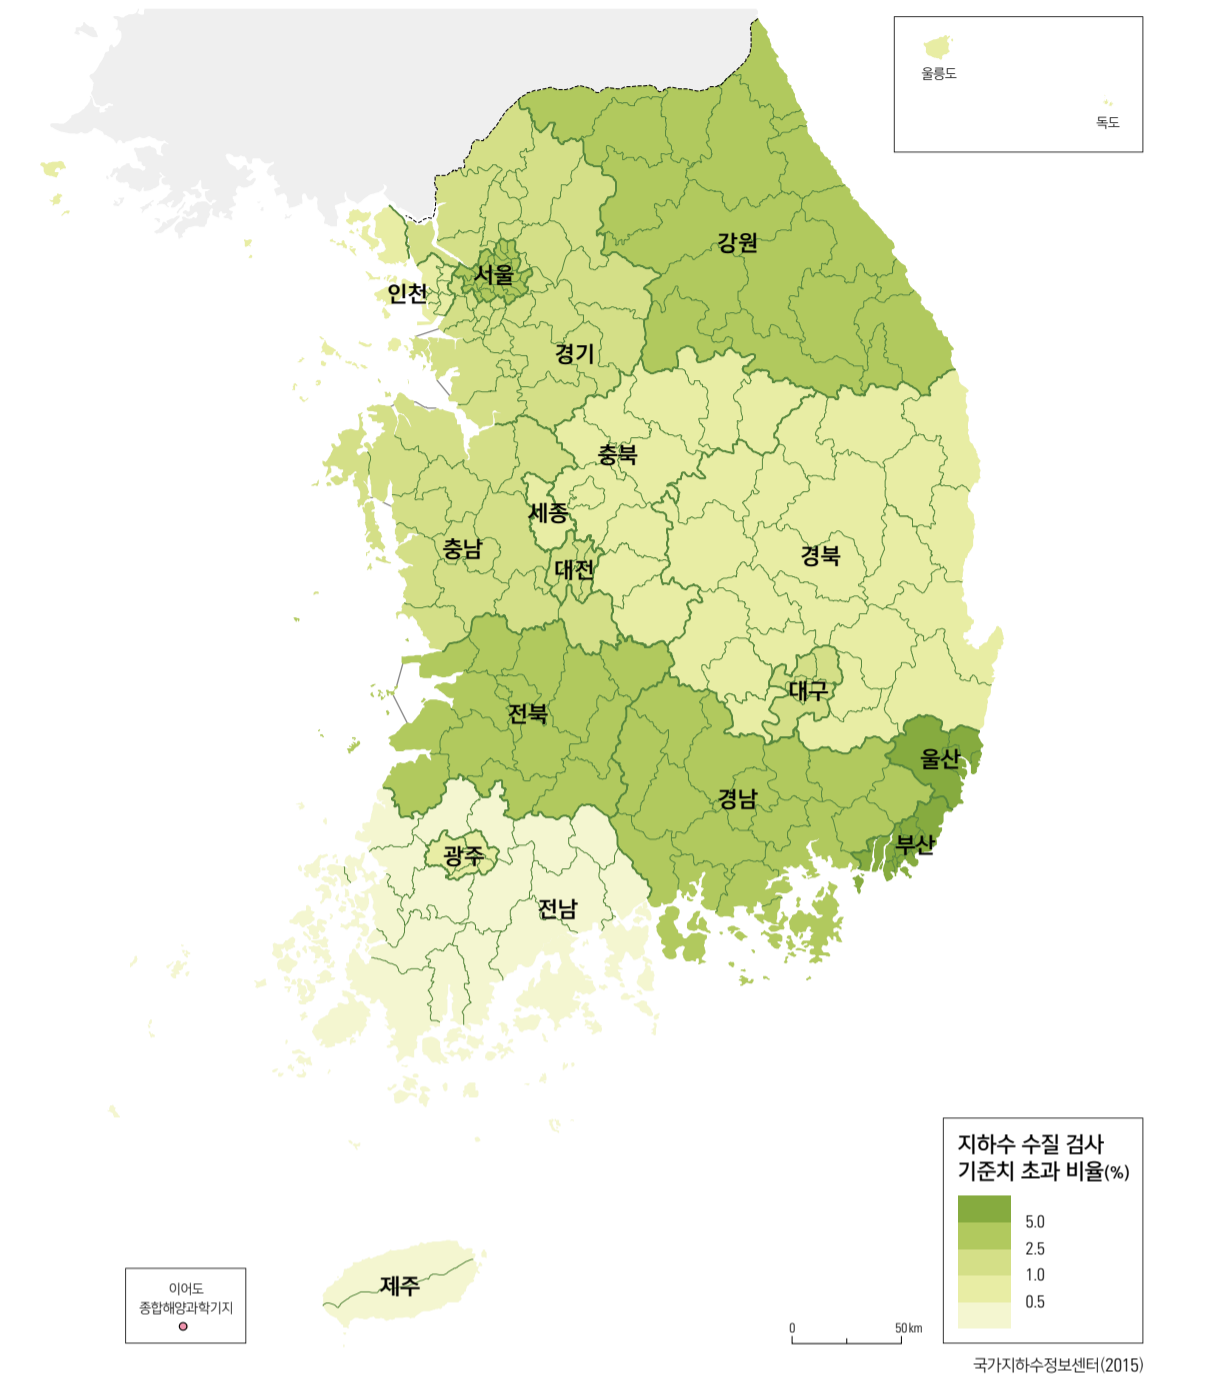 울릉도
독도
강원
서울
인천
경기
충북
세종
충남
대전
경북
대구
전북
울산
경남
부산
광주
전남
제주
지하수 수질 검사
기준치 초과 비율(%)
5.0
2.5
1.0
0.5
이어도
종합해양과학기지
0 50 km
국가지하수정보센터(2015)